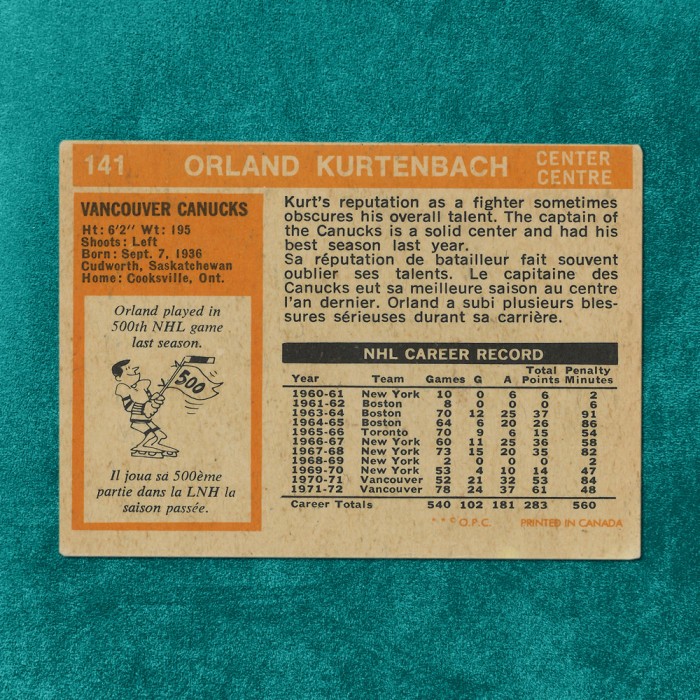 141 ORLAND KURTENBACH CENTER
CENTRE
VANCOUVER CANUCKS
Ht: 6'2" Wt: 195
Shoots: Left
Born: Sept. 7, 1936
Cudworth, Saskatchewan
Home: Cooksville, Ont.
Orland played in
500th NHL game
last season.
500
Il joua sa 500ème
partie dans la LNH la
saison passée.
Kurt's reputation as a fighter sometimes
obscures his overall talent. The captain of
the Canucks is a solid center and had his
best season last year.
Sa réputation de batailleur fait souvent
oublier ses talents. Le capitaine des
Canucks eut sa meilleure saison au centre
l'an dernier. Orland a subi plusieurs bles-
sures sérieuses durant sa carrière.
NHL CAREER RECORD
Year Team Games G A Total Points Penalty Minutes
1960-61 New York 10 0 6 6 2
1961-62 Boston 8 0 0 0 6
1963-64 Boston 70 12 25 37 91
1964-65 Boston 64 6 20 26 86
1965-66 Toronto 70 9 6 15 54
1966-67 New York 60 11 25 36 58
1967-68 New York 73 15 20 35 82
1968-69 New York 2 0 0 0 2
1969-70 New York 53 4 10 14 47
1970-71 Vancouver 52 21 32 53 84
1971-72 Vancouver 78 24 37 61 48
Career Totals 540 102 181 283 560
* * © O.P.C. PRINTED IN CANADA